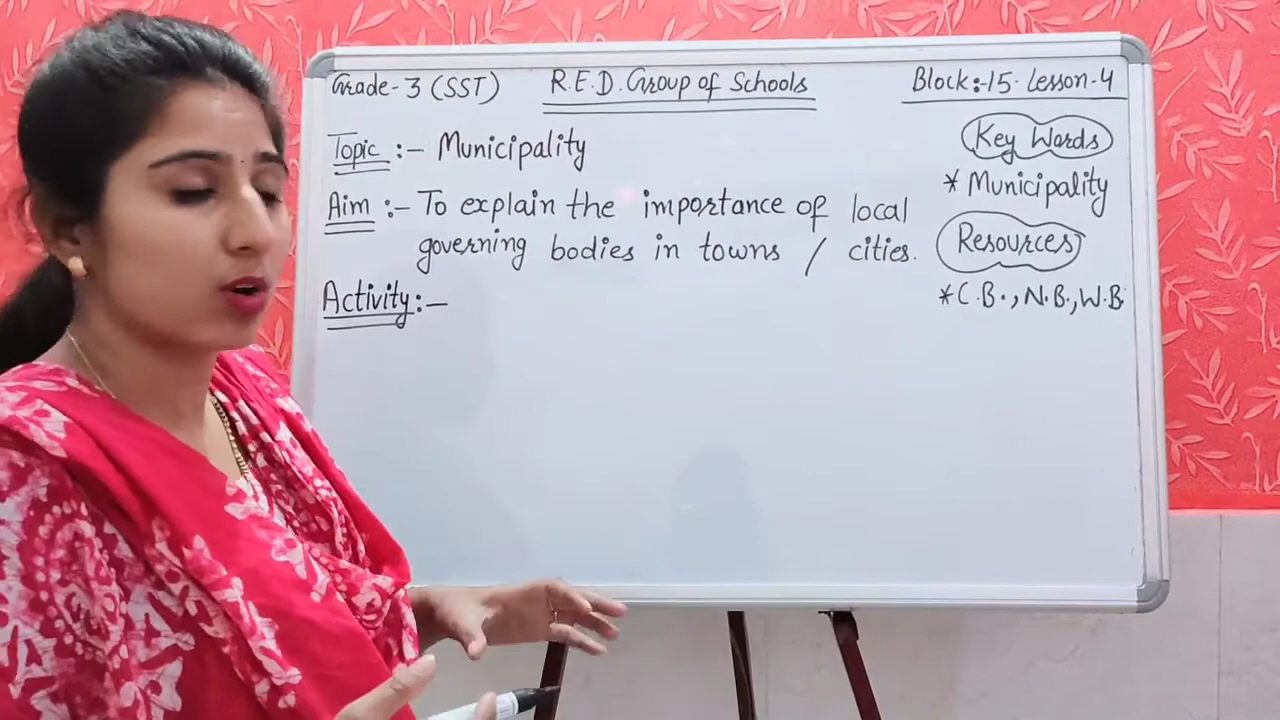 Grade-3 (SST) R.E.D. Group of Schools Block:-15. Lesson-4
Topic :- Municipality
Aim :- To explain the importance of local
governing bodies in towns / cities.
Activity:-
Key Words
* Municipality
Resources
* C.B., N.B., W.B.